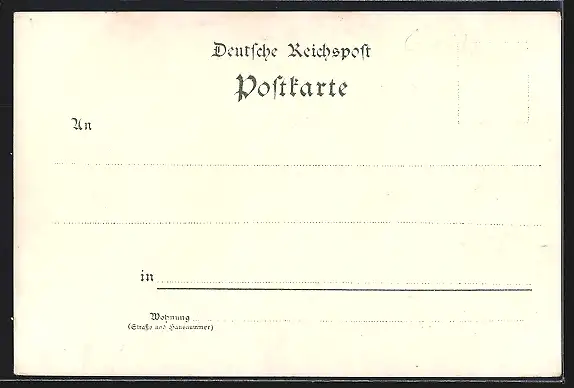 Deutsche Reichspost
Postkarte
An
in
Wohnung
(Straße und Hausnummer)